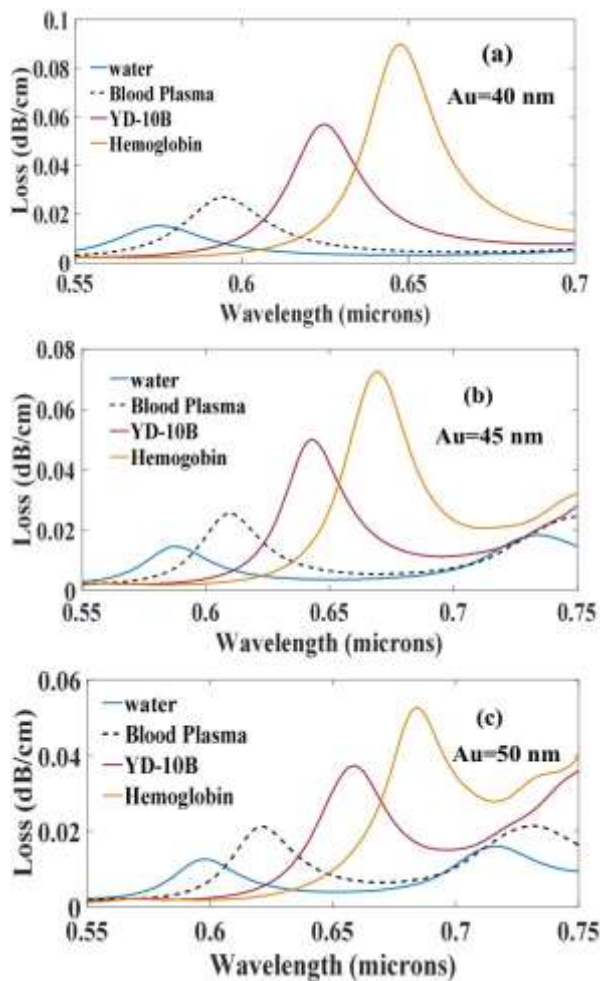 0.1
0.08
0.06
0.04
0.02
0
Loss (dB/cm)
water
Blood Plasma
YD-10B
Hemoglobin
(a)
Au=40 nm
0.55
0.6
0.65
0.7
Wavelength (microns)
0.08
0.06
0.04
0.02
0
Loss (dB/cm)
water
Blood Plasma
YD-10B
Hemogobin
(b)
Au=45 nm
0.55
0.6
0.65
0.7
0.75
Wavelength (microns)
0.06
0.04
0.02
0
Loss (dB/cm)
water
Blood Plasma
YD-10B
Hemoglobin
(c)
Au=50 nm
0.55
0.6
0.65
0.7
0.75
Wavelength (microns)